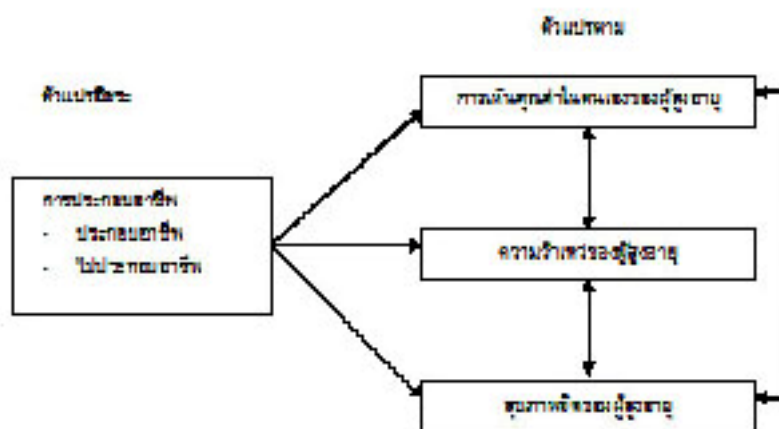 ตัวแปรตาม
ตัวแปรอิสระ
การเห็นคุณค่าในตนเองของผู้สูงอายุ
การประกอบอาชีพ
- ประกอบอาชีพ
- ไม่ประกอบอาชีพ
ความว้าเหว่ของผู้สูงอายุ
สุขภาพจิตของผู้สูงอายุ